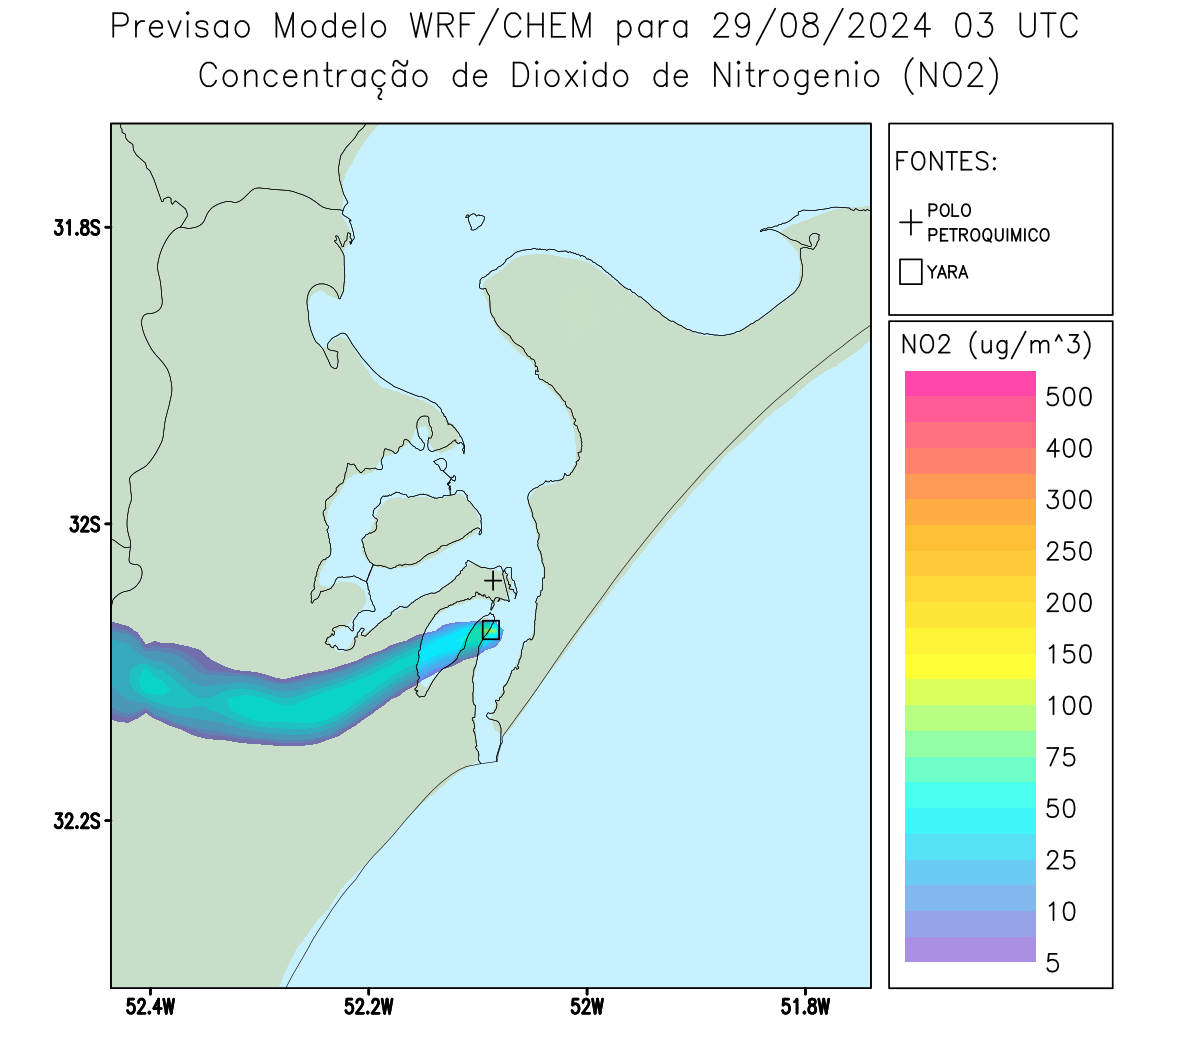 Previsao Modelo WRF/CHEM para 29/08/2024 03 UTC
Concentração de Dioxido de Nitrogenio (NO2)
FONTES:
POLO
PETROQUIMICO
YARA
NO2 (ug/m^3)
500
400
300
250
200
150
100
75
50
25
10
5
31.8S
32S
32.2S
52.4W
52.2W
52W
51.8W